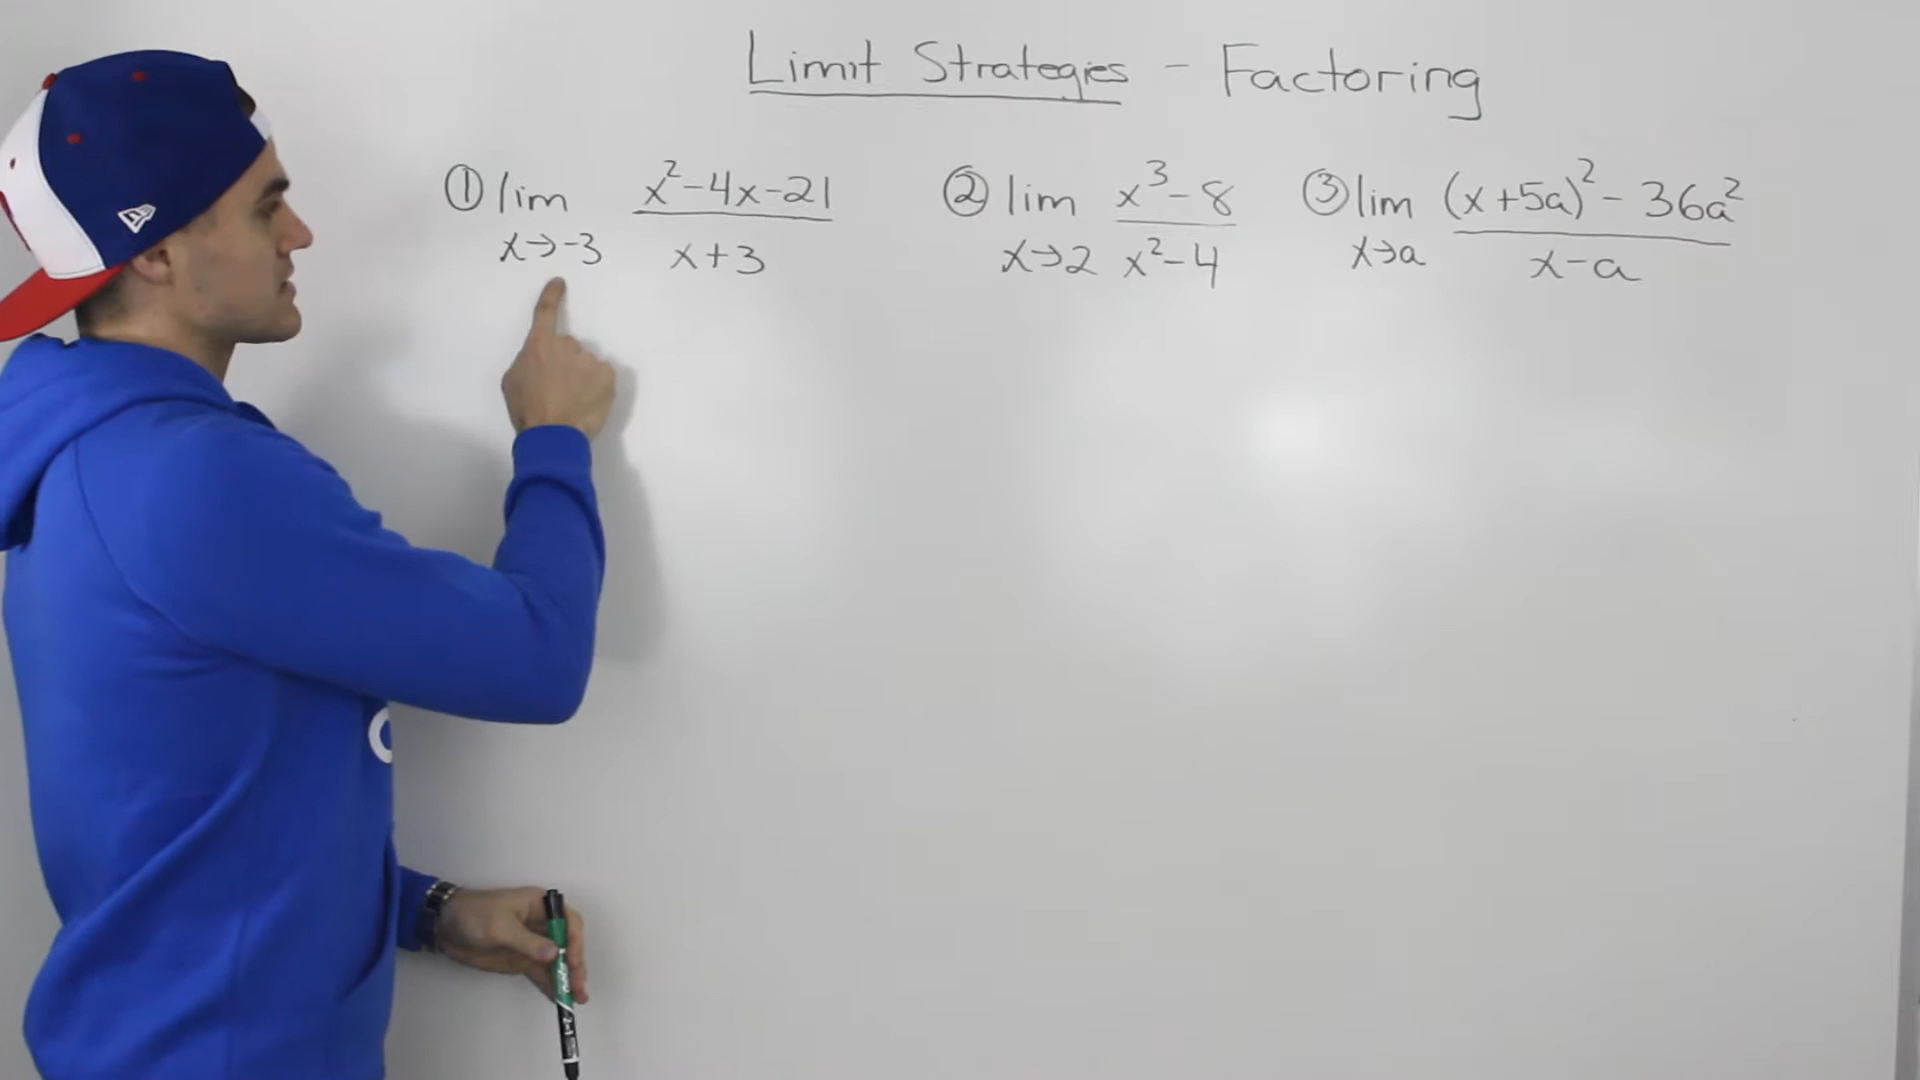 Limit Strategies - Factoring
① lim x→-3 (x²-4x-21)/(x+3)
② lim x→2 (x³-8)/(x²-4)
③ lim x→a ((x+5a)²-36a²)/(x-a)